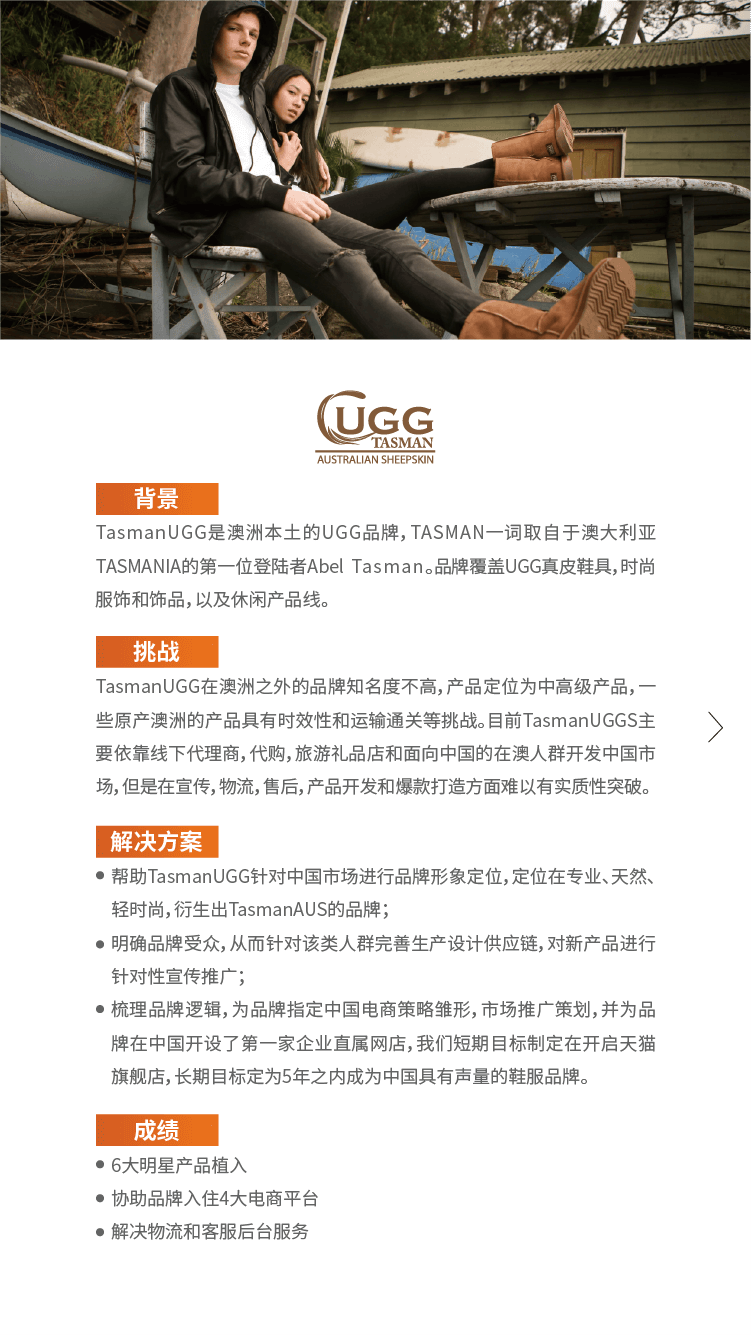 UGG
TASMAN
AUSTRALIAN SHEEPSKIN
背景
TasmanUGG是澳洲本土的UGG品牌，TASMAN一词取自于澳大利亚
TASMANIA的第一位登陆者Abel Tasman。品牌覆盖UGG真皮鞋具，时尚
服饰和饰品，以及休闲产品线。
挑战
TasmanUGG在澳洲之外的品牌知名度不高，产品定位为中高级产品，一
些原产澳洲的产品具有时效性和运输通关等挑战。目前TasmanUGGS主
要依靠线下代理商，代购，旅游礼品店和面向中国的在澳人群开发中国市
场，但是在宣传，物流，售后，产品开发和爆款打造方面难以有实质性突破。
解决方案
● 帮助TasmanUGG针对中国市场进行品牌形象定位，定位在专业、天然、
轻时尚，衍生出TasmanAUS的品牌；
● 明确品牌受众，从而针对该类人群完善生产设计供应链，对新产品进行
针对性宣传推广；
● 梳理品牌逻辑，为品牌指定中国电商策略雏形，市场推广策划，并为品
牌在中国开设了第一家企业直属网店，我们短期目标制定在开启天猫
旗舰店，长期目标定为5年之内成为中国具有声量的鞋服品牌。
成绩
● 6大明星产品植入
● 协助品牌入住4大电商平台
● 解决物流和客服后台服务